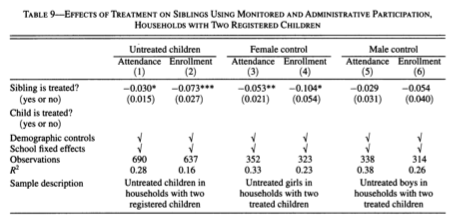 TABLE 9—EFFECTS OF TREATMENT ON SIBLINGS USING MONITORED AND ADMINISTRATIVE PARTICIPATION,
HOUSEHOLDS WITH TWO REGISTERED CHILDREN
Untreated children Female control Male control
Attendance Enrollment Attendance Enrollment Attendance Enrollment
(1) (2) (3) (4) (5) (6)
Sibling is treated? −0.030* −0.073*** −0.053** −0.104* −0.029 −0.054
(yes or no) (0.015) (0.027) (0.021) (0.054) (0.031) (0.040)
Child is treated?
(yes or no)
Demographic controls √ √ √ √ √ √
School fixed effects √ √ √ √ √ √
Observations 690 637 352 323 338 314
R² 0.28 0.16 0.33 0.23 0.38 0.26
Sample description Untreated children in Untreated girls in Untreated boys in
households with two households with two households with two
registered children treated children treated children